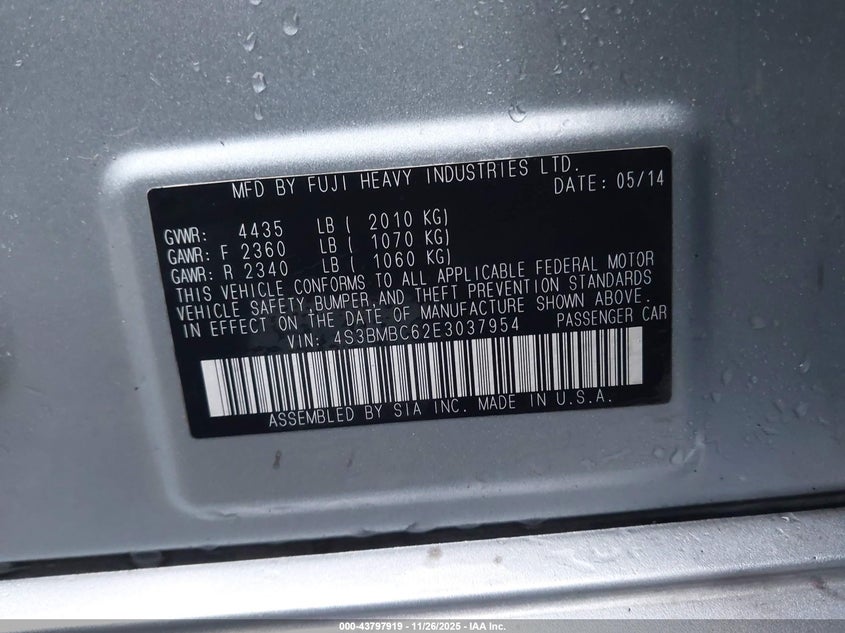 MFD BY FUJI HEAVY INDUSTRIES LTD.
DATE: 05/14
GVWR: 4435 LB ( 2010 KG)
GAWR: F 2360 LB ( 1070 KG)
GAWR: R 2340 LB ( 1060 KG)
THIS VEHICLE CONFORMS TO ALL APPLICABLE FEDERAL MOTOR
VEHICLE SAFETY,BUMPER,AND THEFT PREVENTION STANDARDS
IN EFFECT ON THE DATE OF MANUFACTURE SHOWN ABOVE.
VIN: 4S3BMBC62E3037954 PASSENGER CAR
ASSEMBLED BY SIA INC. MADE IN U.S.A.
000-43797919 - 11/26/2025 - IAA Inc.